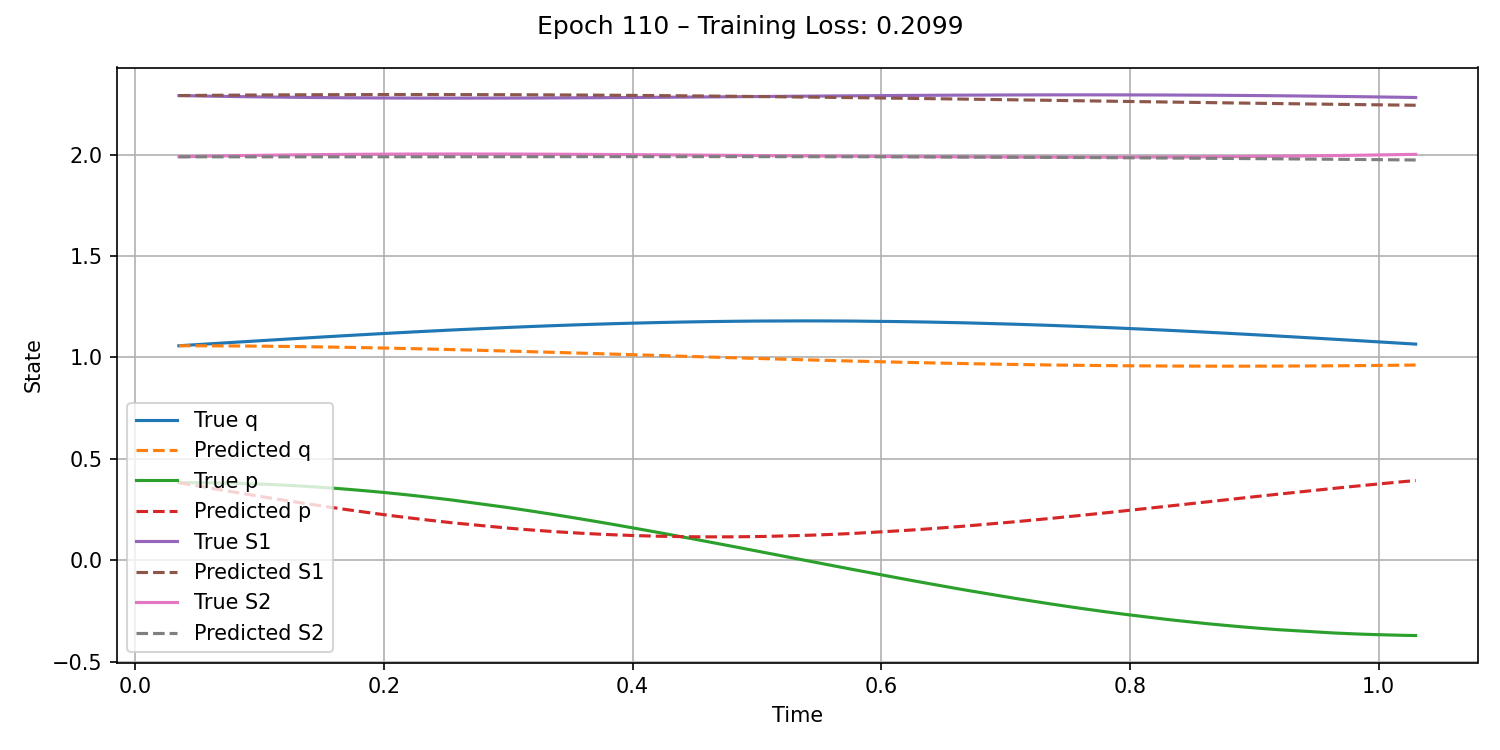 Epoch 110 – Training Loss: 0.2099
2.0
1.5
1.0
0.5
0.0
−0.5
State
True q
Predicted q
True p
Predicted p
True S1
Predicted S1
True S2
Predicted S2
0.0 0.2 0.4 0.6 0.8 1.0
Time